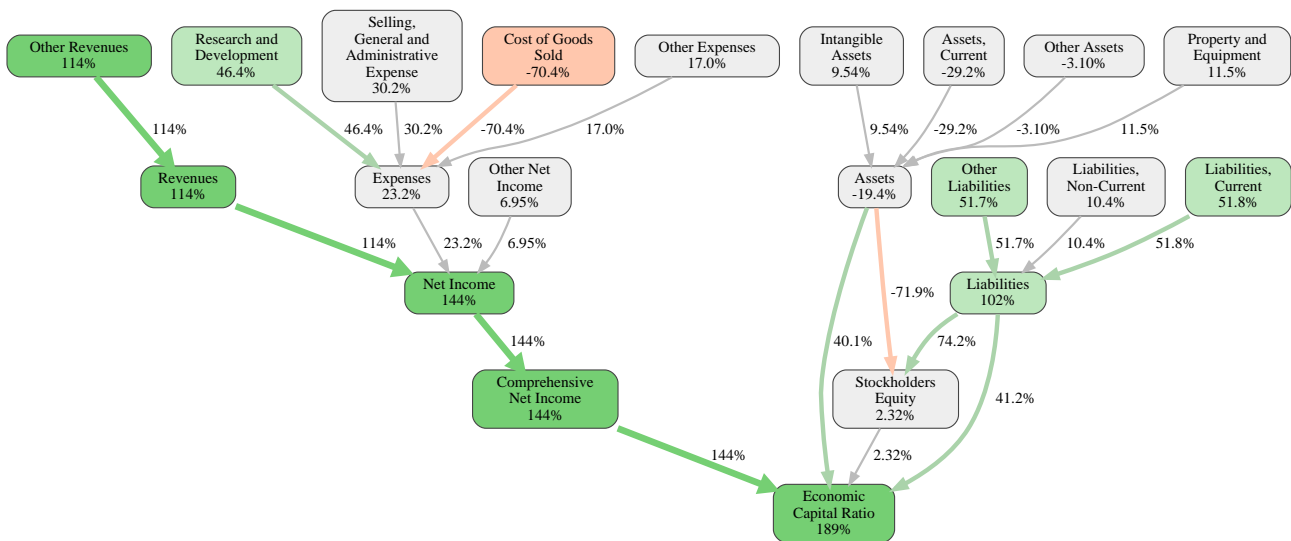 Other Revenues
114%
Research and
Development
46.4%
Selling,
General and
Administrative
Expense
30.2%
Cost of Goods
Sold
-70.4%
Other Expenses
17.0%
Intangible
Assets
9.54%
Assets,
Current
-29.2%
Other Assets
-3.10%
Property and
Equipment
11.5%
114%
46.4%
30.2%
-70.4%
17.0%
9.54%
-29.2%
-3.10%
11.5%
Revenues
114%
Expenses
23.2%
Other Net
Income
6.95%
Assets
-19.4%
Other
Liabilities
51.7%
Liabilities,
Non-Current
10.4%
Liabilities,
Current
51.8%
114%
23.2%
6.95%
51.7%
10.4%
51.8%
Net Income
144%
-71.9%
Liabilities
102%
144%
40.1%
74.2%
Comprehensive
Net Income
144%
Stockholders
Equity
2.32%
41.2%
144%
2.32%
Economic
Capital Ratio
189%